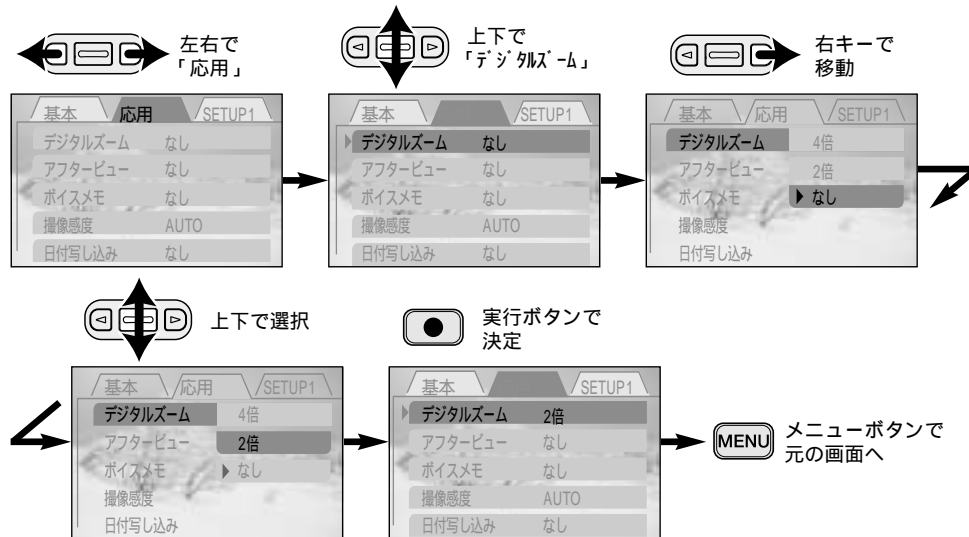 左右で
「応用」
上下で
「デジタルズーム」
右キーで
移動
基本 応用 SETUP1
デジタルズーム なし
アフタービュー なし
ボイスメモ なし
撮像感度 AUTO
日付写し込み なし
基本 SETUP1
デジタルズーム なし
アフタービュー なし
ボイスメモ なし
撮像感度 AUTO
日付写し込み なし
基本 応用 SETUP1
デジタルズーム 4倍
アフタービュー 2倍
ボイスメモ なし
撮像感度
日付写し込み
上下で選択
実行ボタンで
決定
基本 応用 SETUP1
デジタルズーム 4倍
アフタービュー 2倍
ボイスメモ なし
撮像感度
日付写し込み
基本 SETUP1
デジタルズーム 2倍
アフタービュー なし
ボイスメモ なし
撮像感度 AUTO
日付写し込み なし
MENU
メニューボタンで
元の画面へ